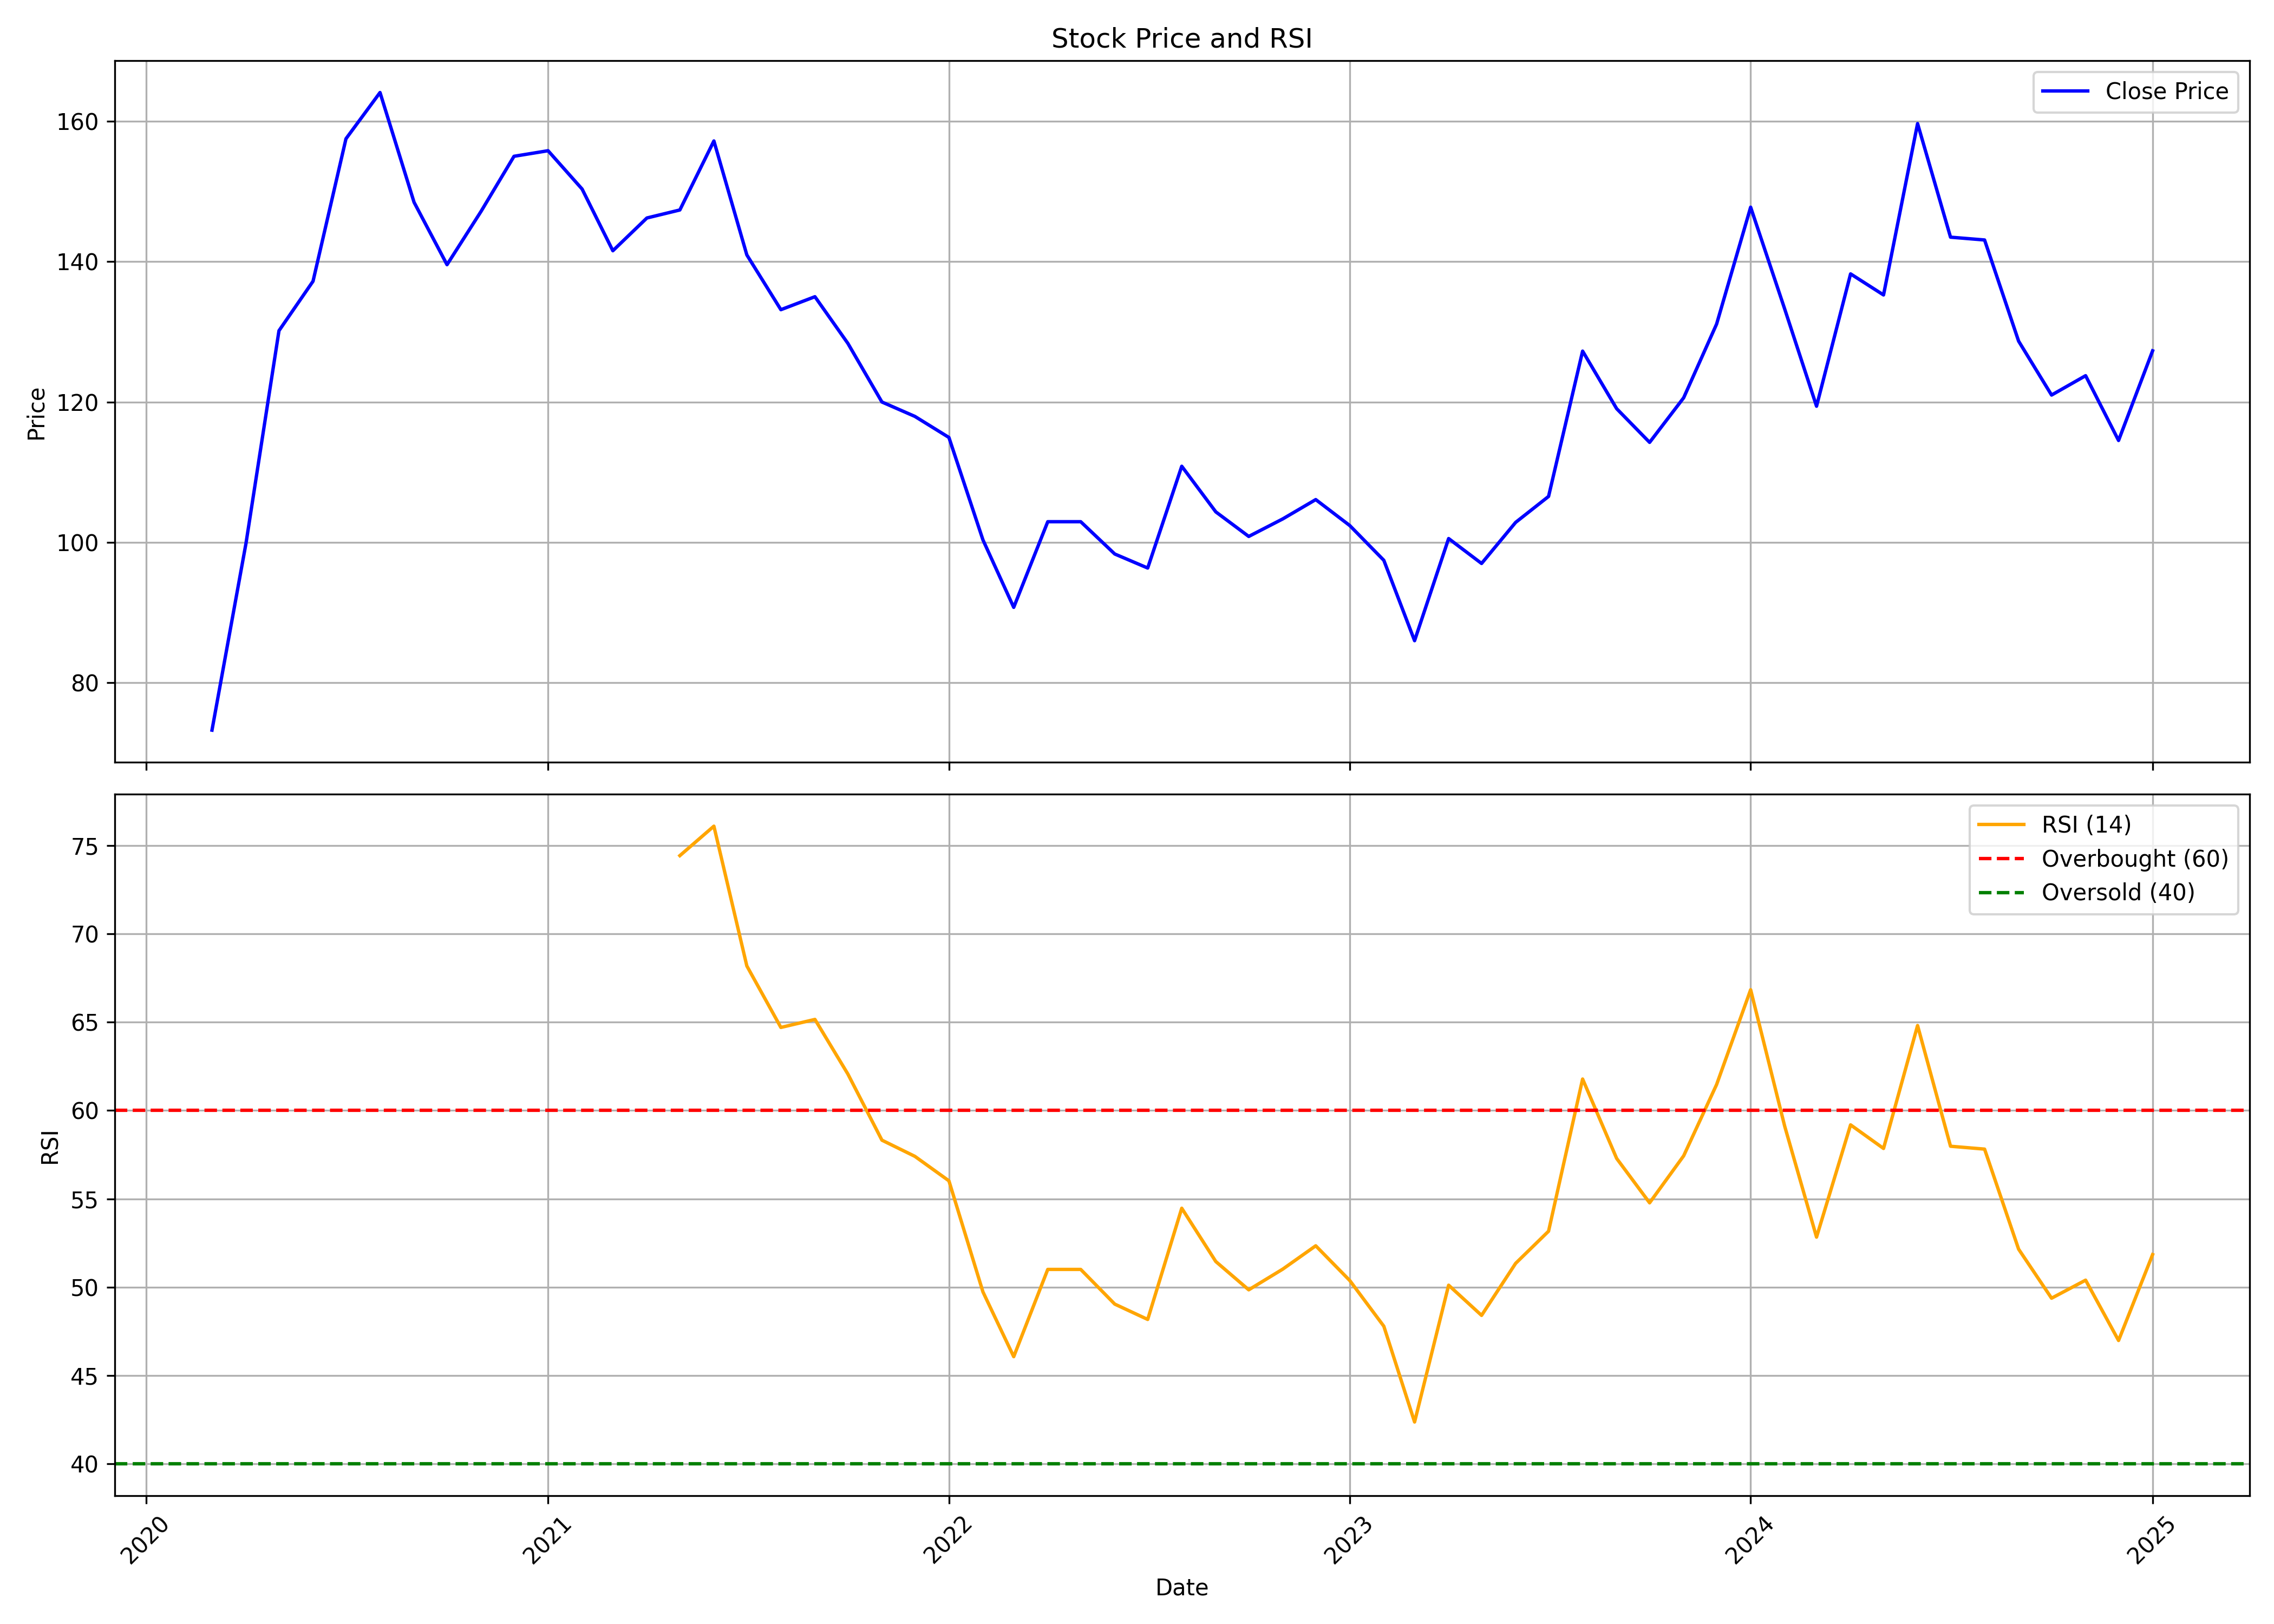 Stock Price and RSI
Close Price
160
140
120
100
80
Price
RSI (14)
Overbought (60)
Oversold (40)
75
70
65
60
55
50
45
40
RSI
2020
2021
2022
2023
2024
2025
Date